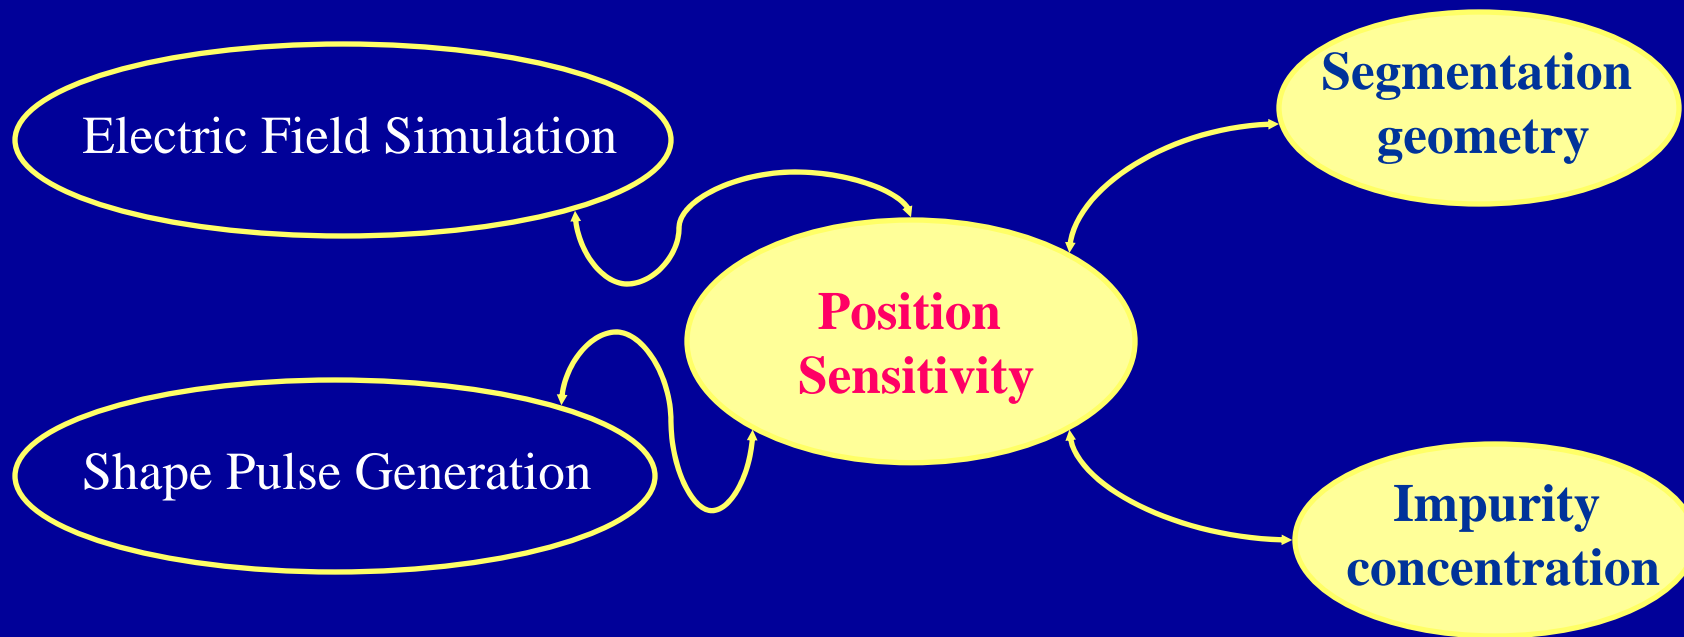 Electric Field Simulation
Segmentation
geometry
Position
Sensitivity
Shape Pulse Generation
Impurity
concentration